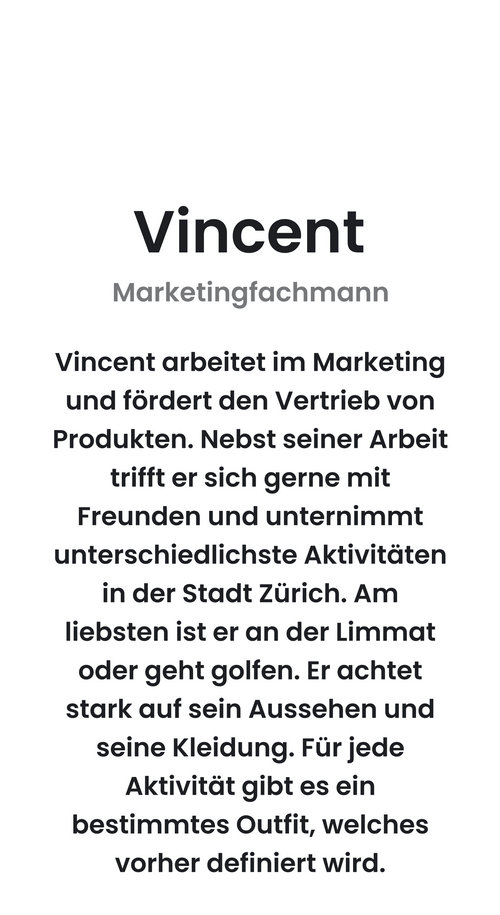 Vincent
Marketingfachmann
Vincent arbeitet im Marketing
und fördert den Vertrieb von
Produkten. Nebst seiner Arbeit
trifft er sich gerne mit
Freunden und unternimmt
unterschiedlichste Aktivitäten
in der Stadt Zürich. Am
liebsten ist er an der Limmat
oder geht golfen. Er achtet
stark auf sein Aussehen und
seine Kleidung. Für jede
Aktivität gibt es ein
bestimmtes Outfit, welches
vorher definiert wird.